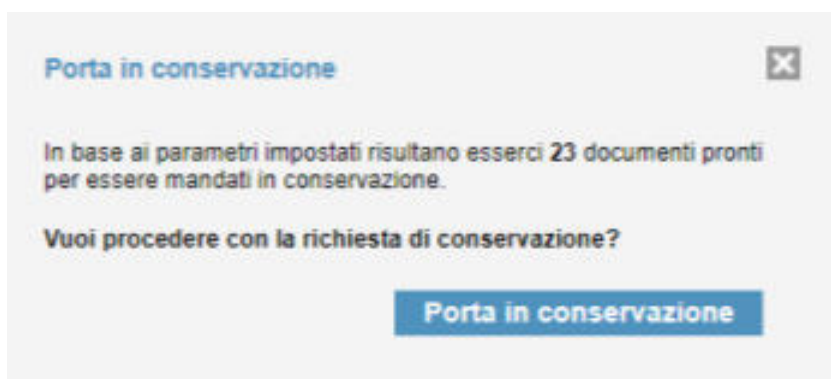 Porta in conservazione
In base ai parametri impostati risultano esserci 23 documenti pronti
per essere mandati in conservazione.
Vuoi procedere con la richiesta di conservazione?
Porta in conservazione